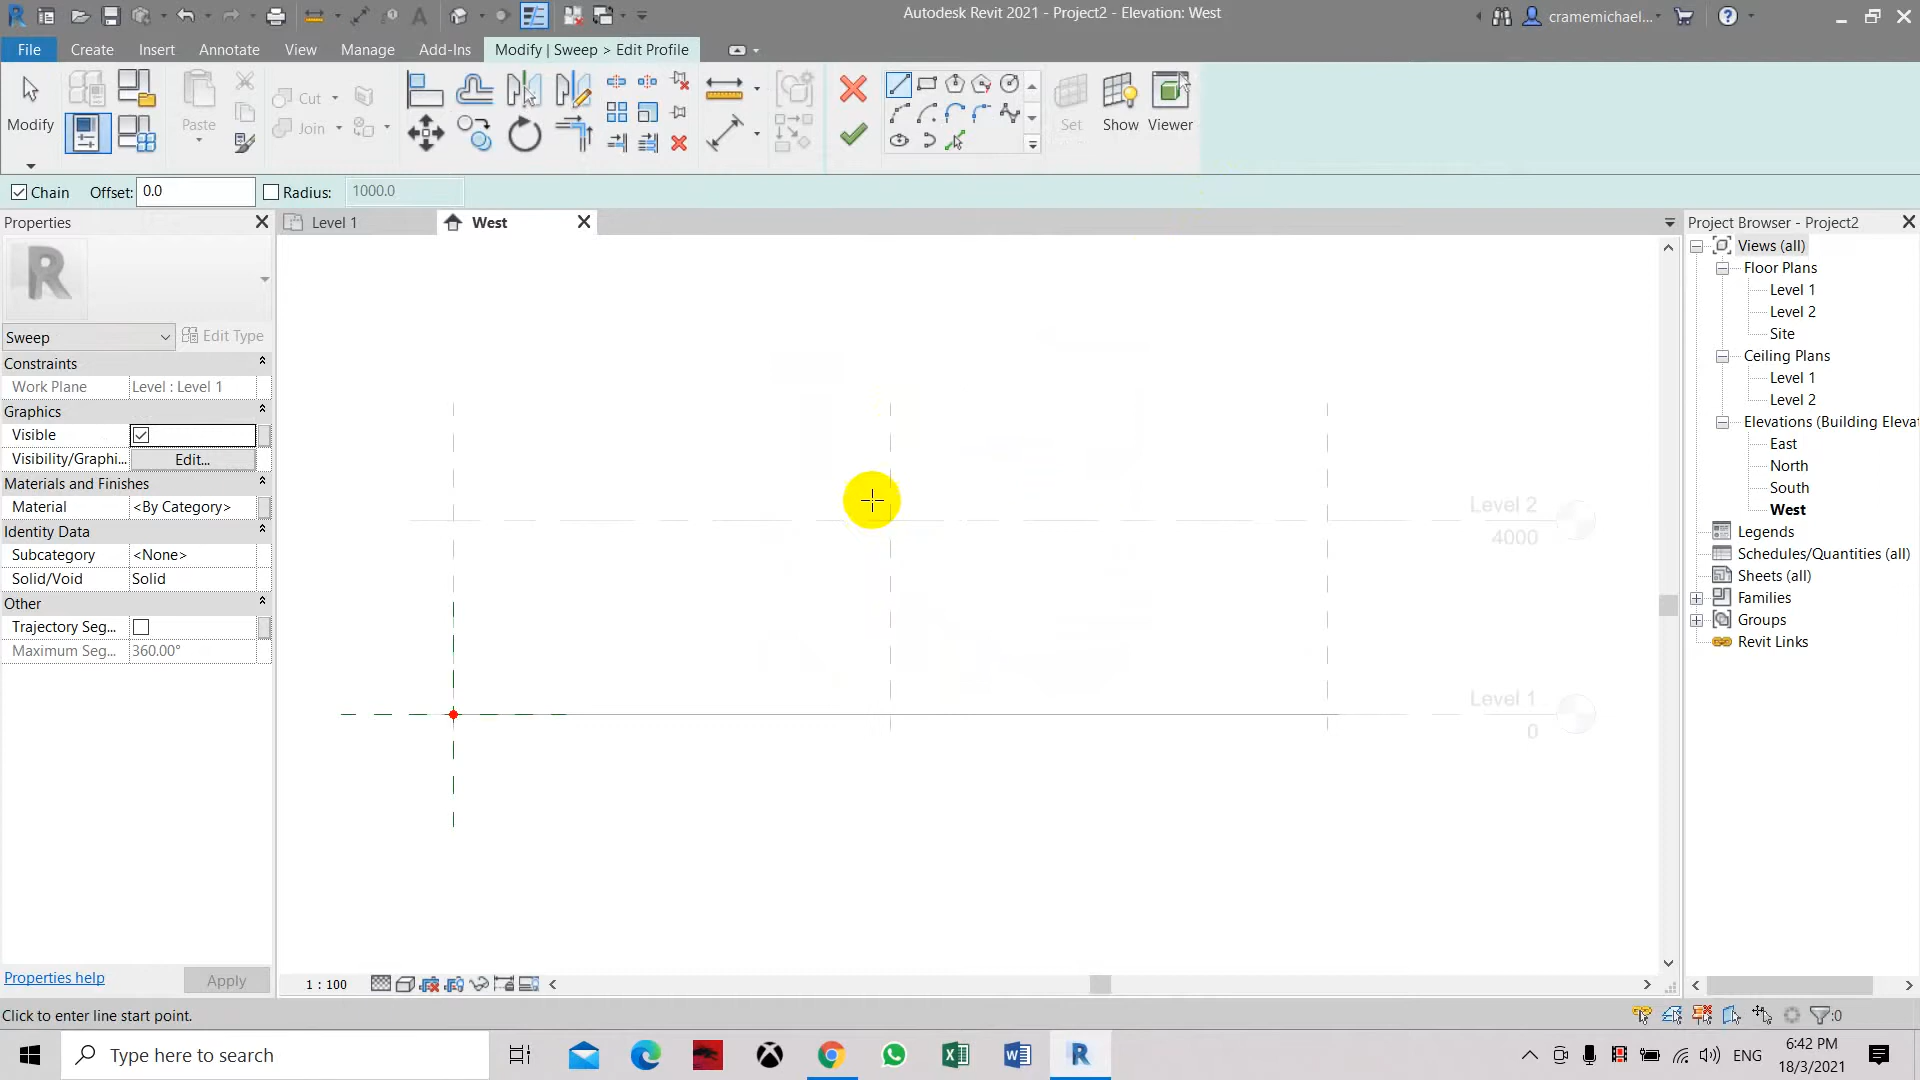 Autodesk Revit 2021 - Project2 - Elevation: West
cramemichael...
File
Create
Insert
Annotate
View
Manage
Add-Ins
Modify | Sweep > Edit Profile
Modify
Paste
Cut
Join
Set
Show
Viewer
Chain
Offset:
0.0
Radius:
1000.0
Properties
Level 1
West
Project Browser - Project2
Sweep
Edit Type
Constraints
Work Plane
Level : Level 1
Graphics
Visible
Visibility/Graphi...
Edit...
Materials and Finishes
Material
<By Category>
Identity Data
Subcategory
<None>
Solid/Void
Solid
Other
Trajectory Seg...
Maximum Seg...
360.00°
Properties help
Apply
Level 2
4000
Level 1
0
Views (all)
Floor Plans
Level 1
Level 2
Site
Ceiling Plans
Level 1
Level 2
Elevations (Building Eleva
East
North
South
West
Legends
Schedules/Quantities (all)
Sheets (all)
Families
Groups
Revit Links
1 : 100
Click to enter line start point.
:0
Type here to search
ENG
6:42 PM
18/3/2021